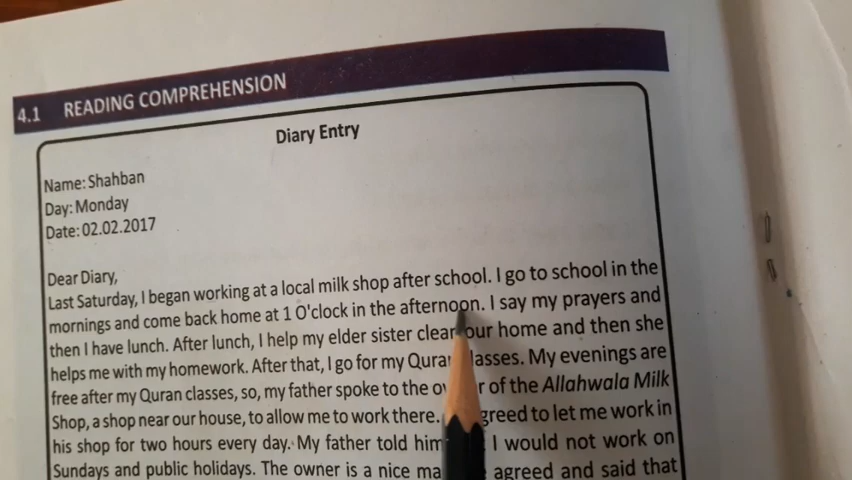 4.1 READING COMPREHENSION
Diary Entry
Name: Shahban
Day: Monday
Date: 02.02.2017
Dear Diary,
Last Saturday, I began working at a local milk shop after school. I go to school in the
mornings and come back home at 1 O'clock in the afternoon. I say my prayers and
then I have lunch. After lunch, I help my elder sister clean our home and then she
helps me with my homework. After that, I go for my Quran classes. My evenings are
free after my Quran classes, so, my father spoke to the owner of the Allahwala Milk
Shop, a shop near our house, to allow me to work there. agreed to let me work in
his shop for two hours every day. My father told him I would not work on
Sundays and public holidays. The owner is a nice agreed and said that